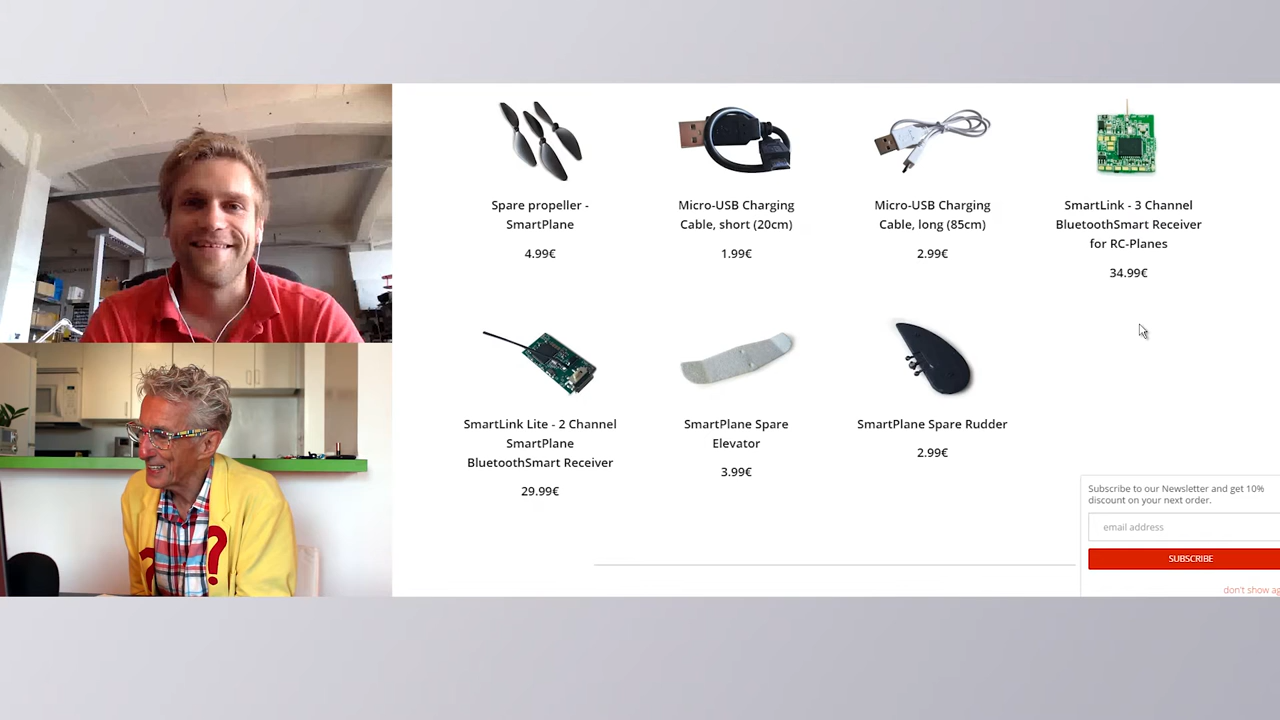 Spare propeller -
SmartPlane
4.99€
Micro-USB Charging
Cable, short (20cm)
1.99€
Micro-USB Charging
Cable, long (85cm)
2.99€
SmartLink - 3 Channel
BluetoothSmart Receiver
for RC-Planes
34.99€
SmartLink Lite - 2 Channel
SmartPlane
BluetoothSmart Receiver
29.99€
SmartPlane Spare
Elevator
3.99€
SmartPlane Spare Rudder
2.99€
Subscribe to our Newsletter and get 10%
discount on your next order.
email address
SUBSCRIBE
don't show ag
? ?